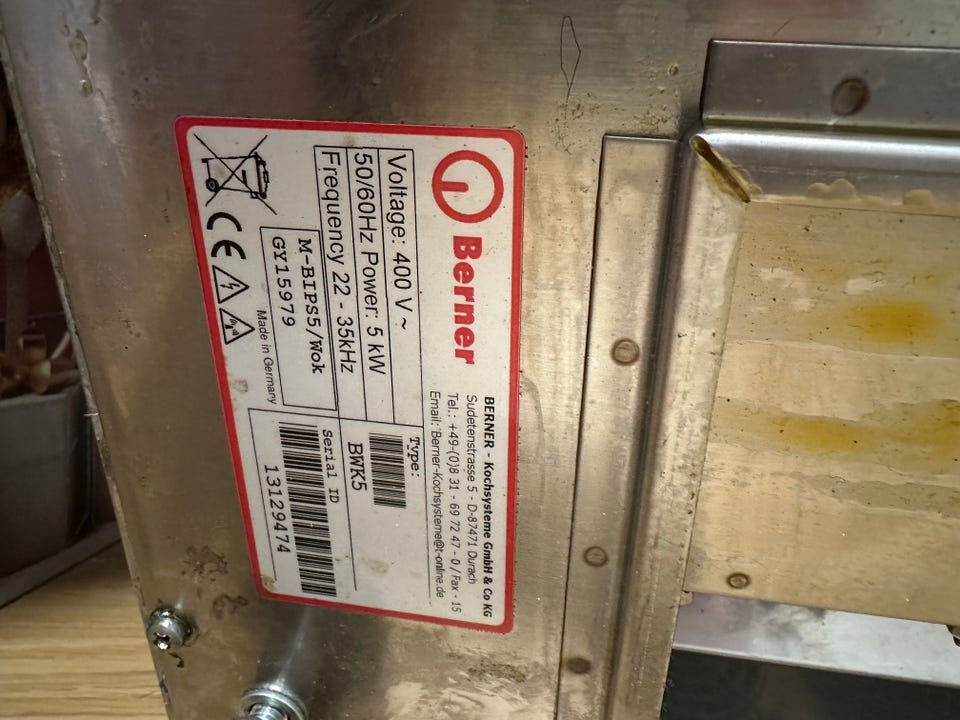 Berner
BERNER - Kochsysteme GmbH & Co KG
Sudetenstrasse 5 - D-87471 Durach
Tel.: +49-(0)8 31 - 69 72 47 - 0 / Fax - 15
Email: Berner-Kochsysteme@t-online.de
Voltage: 400 V~
50/60Hz Power: 5 kW
Frequency 22 - 35kHz
Type:
BWK5
M-BIPS5/Wok
GY15979
Made in Germany
Serial ID
13129474
CE